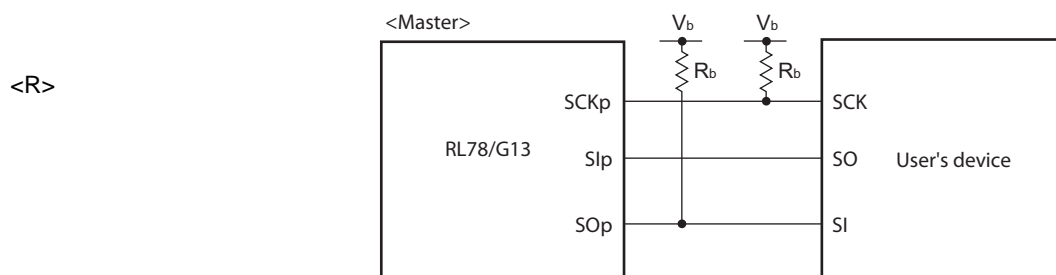 <Master>
Vb Vb
<R>
Rb Rb
SCKp SCK
RL78/G13 SIp SO User's device
SOp SI